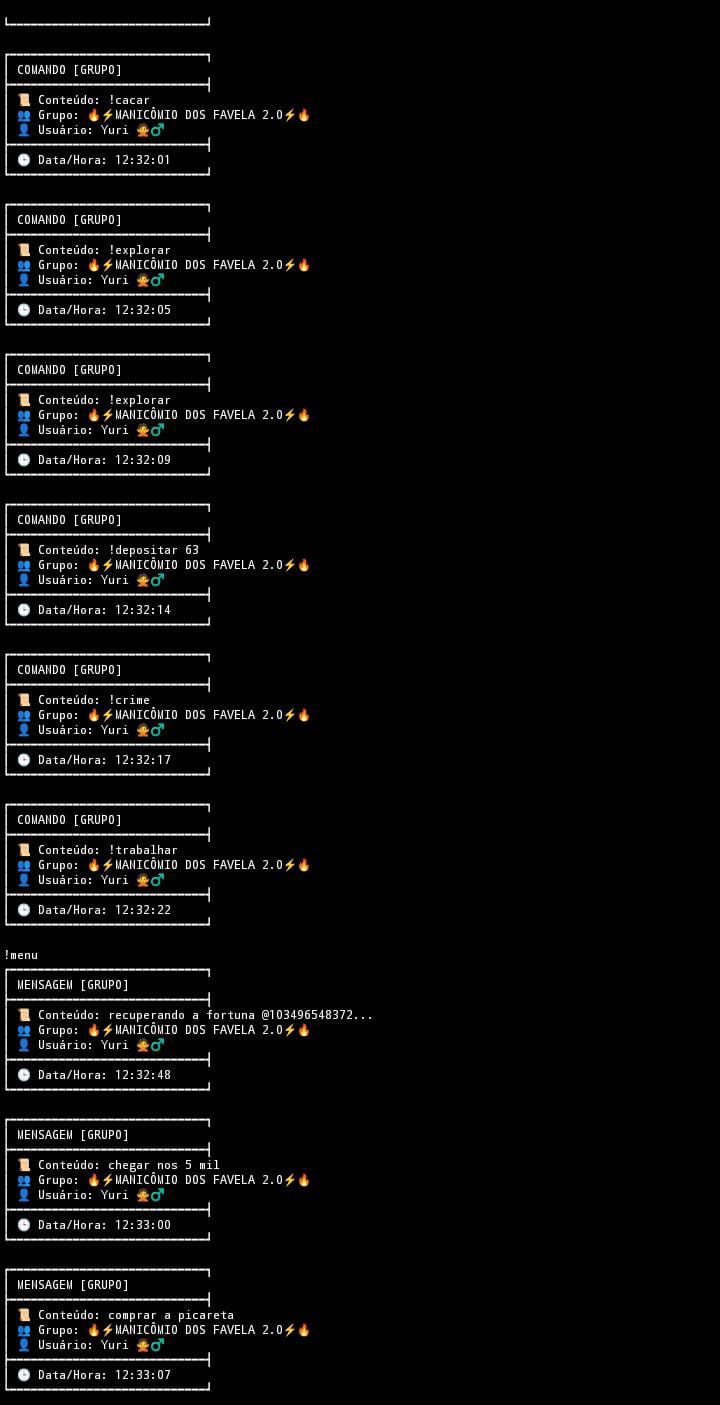 COMANDO [GRUPO]
📜 Conteúdo: !cacar
👥 Grupo: 🔥⚡MANICÔMIO DOS FAVELA 2.0⚡🔥
👤 Usuário: Yuri 🙅♂
🕒 Data/Hora: 12:32:01
COMANDO [GRUPO]
📜 Conteúdo: !explorar
👥 Grupo: 🔥⚡MANICÔMIO DOS FAVELA 2.0⚡🔥
👤 Usuário: Yuri 🙅♂
🕒 Data/Hora: 12:32:05
COMANDO [GRUPO]
📜 Conteúdo: !explorar
👥 Grupo: 🔥⚡MANICÔMIO DOS FAVELA 2.0⚡🔥
👤 Usuário: Yuri 🙅♂
🕒 Data/Hora: 12:32:09
COMANDO [GRUPO]
📜 Conteúdo: !depositar 63
👥 Grupo: 🔥⚡MANICÔMIO DOS FAVELA 2.0⚡🔥
👤 Usuário: Yuri 🙅♂
🕒 Data/Hora: 12:32:14
COMANDO [GRUPO]
📜 Conteúdo: !crime
👥 Grupo: 🔥⚡MANICÔMIO DOS FAVELA 2.0⚡🔥
👤 Usuário: Yuri 🙅♂
🕒 Data/Hora: 12:32:17
COMANDO [GRUPO]
📜 Conteúdo: !trabalhar
👥 Grupo: 🔥⚡MANICÔMIO DOS FAVELA 2.0⚡🔥
👤 Usuário: Yuri 🙅♂
🕒 Data/Hora: 12:32:22
!menu
MENSAGEM [GRUPO]
📜 Conteúdo: recuperando a fortuna @103496548372...
👥 Grupo: 🔥⚡MANICÔMIO DOS FAVELA 2.0⚡🔥
👤 Usuário: Yuri 🙅♂
🕒 Data/Hora: 12:32:48
MENSAGEM [GRUPO]
📜 Conteúdo: chegar nos 5 mil
👥 Grupo: 🔥⚡MANICÔMIO DOS FAVELA 2.0⚡🔥
👤 Usuário: Yuri 🙅♂
🕒 Data/Hora: 12:33:00
MENSAGEM [GRUPO]
📜 Conteúdo: comprar a picareta
👥 Grupo: 🔥⚡MANICÔMIO DOS FAVELA 2.0⚡🔥
👤 Usuário: Yuri 🙅♂
🕒 Data/Hora: 12:33:07